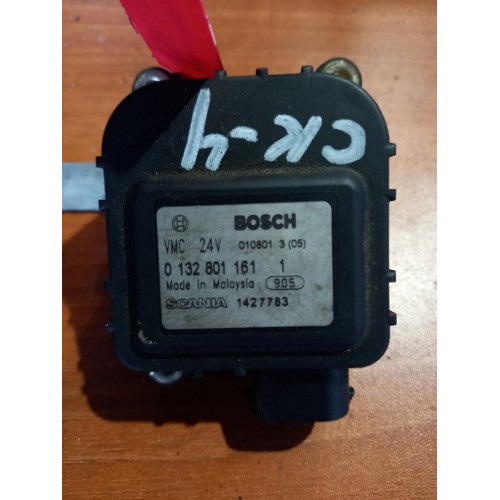 CK-4
BOSCH
VMC 24V 010801 3 (05)
0 132 801 161 1
Made in Malaysia 905
SCANIA 1427783